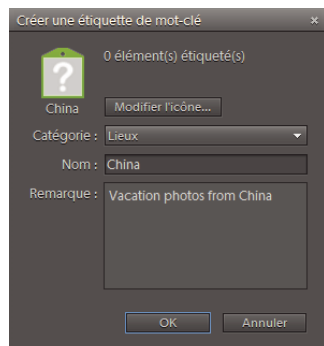 Créer une étiquette de mot-clé ×
0 élément(s) étiqueté(s)
?
China
Modifier l'icône...
Catégorie : Lieux
Nom : China
Remarque : Vacation photos from China
OK Annuler